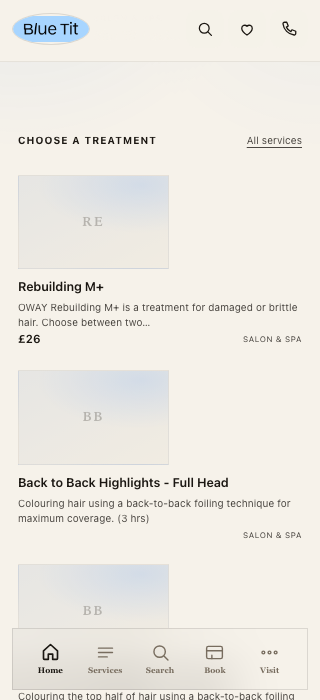 Blue Tit
CHOOSE A TREATMENT
All services
RE
Rebuilding M+
OWAY Rebuilding M+ is a treatment for damaged or brittle
hair. Choose between two...
£26
SALON & SPA
BB
Back to Back Highlights - Full Head
Colouring hair using a back-to-back foiling technique for
maximum coverage. (3 hrs)
SALON & SPA
BB
Home
Services
Search
Book
Visit
Colouring the top half of hair using a back-to-back foiling